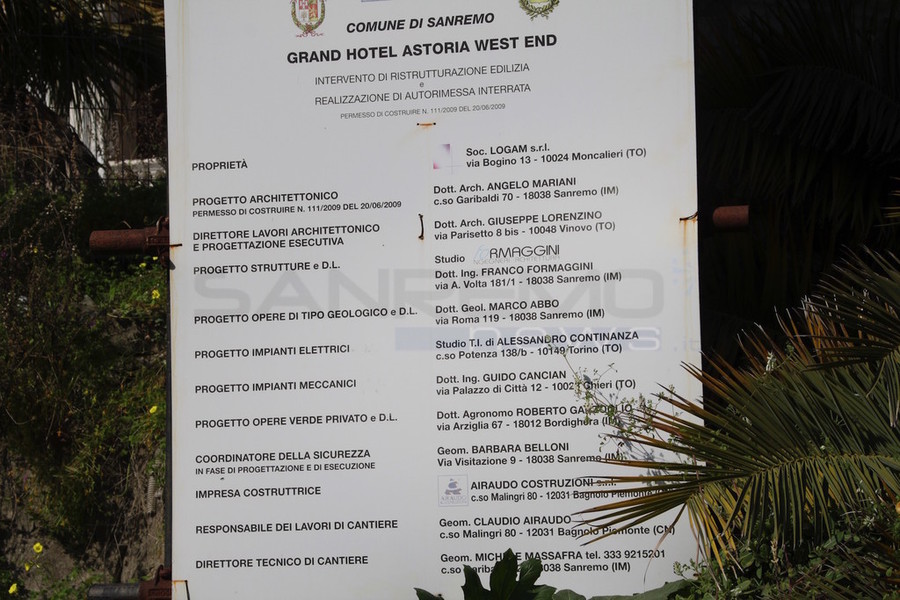 COMUNE DI SANREMO
GRAND HOTEL ASTORIA WEST END
INTERVENTO DI RISTRUTTURAZIONE EDILIZIA
e
REALIZZAZIONE DI AUTORIMESSA INTERRATA
PERMESSO DI COSTRUIRE N. 111/2009 DEL 20/06/2009
PROPRIETÀ
Soc. LOGAM s.r.l.
via Bogino 13 - 10024 Moncalieri (TO)
PROGETTO ARCHITETTONICO
PERMESSO DI COSTRUIRE N. 111/2009 DEL 20/06/2009
Dott. Arch. ANGELO MARIANI
c.so Garibaldi 70 - 18038 Sanremo (IM)
DIRETTORE LAVORI ARCHITETTONICO
E PROGETTAZIONE ESECUTIVA
Dott. Arch. GIUSEPPE LORENZINO
via Parisetto 8 bis - 10048 Vinovo (TO)
PROGETTO STRUTTURE e D.L.
Studio FORMAGGINI
Dott. Ing. FRANCO FORMAGGINI
via A. Volta 181/1 - 18038 Sanremo (IM)
PROGETTO OPERE DI TIPO GEOLOGICO e D.L.
Dott. Geol. MARCO ABBO
via Roma 119 - 18038 Sanremo (IM)
PROGETTO IMPIANTI ELETTRICI
Studio T.I. di ALESSANDRO CONTINANZA
c.so Potenza 138/b - 10149 Torino (TO)
PROGETTO IMPIANTI MECCANICI
Dott. Ing. GUIDO CANCIAN
via Palazzo di Città 12 - Chieri (TO)
PROGETTO OPERE VERDE PRIVATO e D.L.
Dott. Agronomo ROBERTO
via Arziglia 67 - 18012 Bordighera (IM)
COORDINATORE DELLA SICUREZZA
IN FASE DI PROGETTAZIONE E DI ESECUZIONE
Geom. BARBARA BELLONI
Via Visitazione 9 - 18038 Sanremo (IM)
IMPRESA COSTRUTTRICE
AIRAUDO COSTRUZIONI s.r.l.
c.so Malingri 80 - 12031 Bagnolo Piemonte
RESPONSABILE DEI LAVORI DI CANTIERE
Geom. CLAUDIO AIRAUDO
c.so Malingri 80 - 12031 Bagnolo Piemonte (CN)
DIRETTORE TECNICO DI CANTIERE
Geom. MASSAFRA tel. 333 9215201
c.so Sanremo (IM)
SANREMO
news